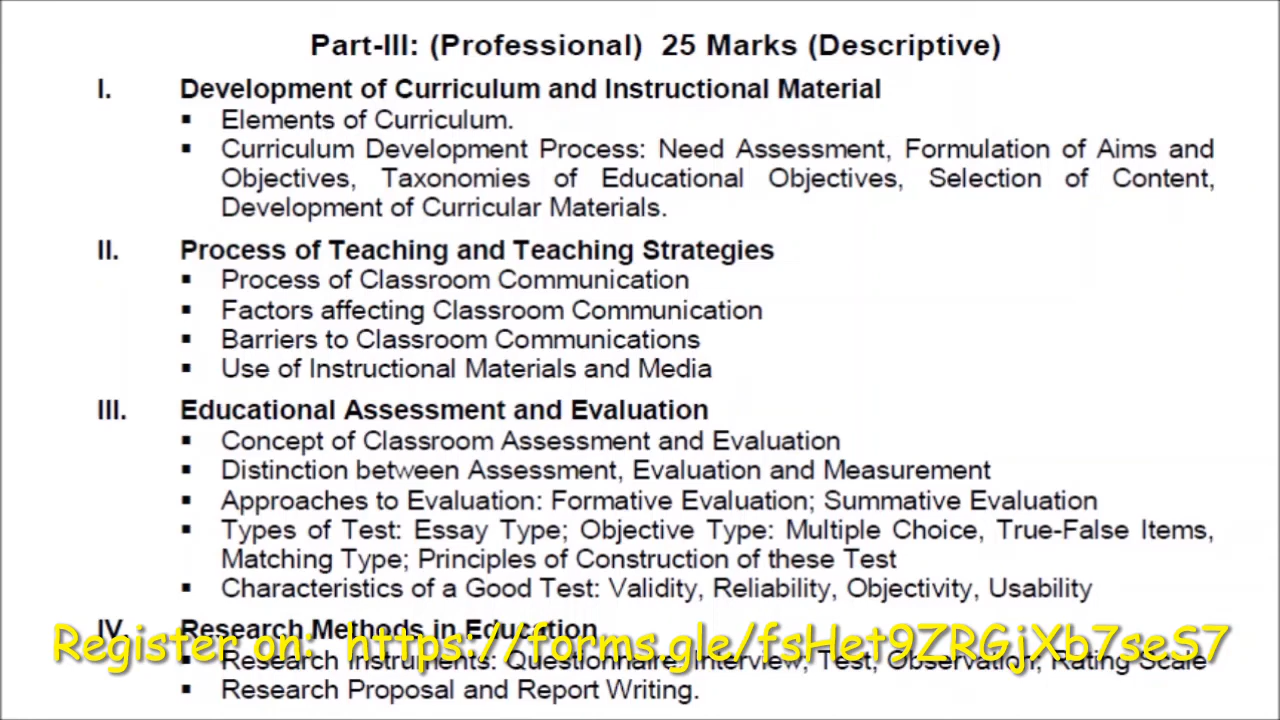 Part-III: (Professional) 25 Marks (Descriptive)
I. Development of Curriculum and Instructional Material
▪ Elements of Curriculum.
▪ Curriculum Development Process: Need Assessment, Formulation of Aims and
Objectives, Taxonomies of Educational Objectives, Selection of Content,
Development of Curricular Materials.
II. Process of Teaching and Teaching Strategies
▪ Process of Classroom Communication
▪ Factors affecting Classroom Communication
▪ Barriers to Classroom Communications
▪ Use of Instructional Materials and Media
III. Educational Assessment and Evaluation
▪ Concept of Classroom Assessment and Evaluation
▪ Distinction between Assessment, Evaluation and Measurement
▪ Approaches to Evaluation: Formative Evaluation; Summative Evaluation
▪ Types of Test: Essay Type; Objective Type: Multiple Choice, True-False Items,
Matching Type; Principles of Construction of these Test
▪ Characteristics of a Good Test: Validity, Reliability, Objectivity, Usability
IV. Research Methods in Education
Register on: https://forms.gle/fsHet9ZRGjXb7seS7
▪ Research Instruments: Questionnaire, Interview, Test, Observation, Rating Scale
▪ Research Proposal and Report Writing.